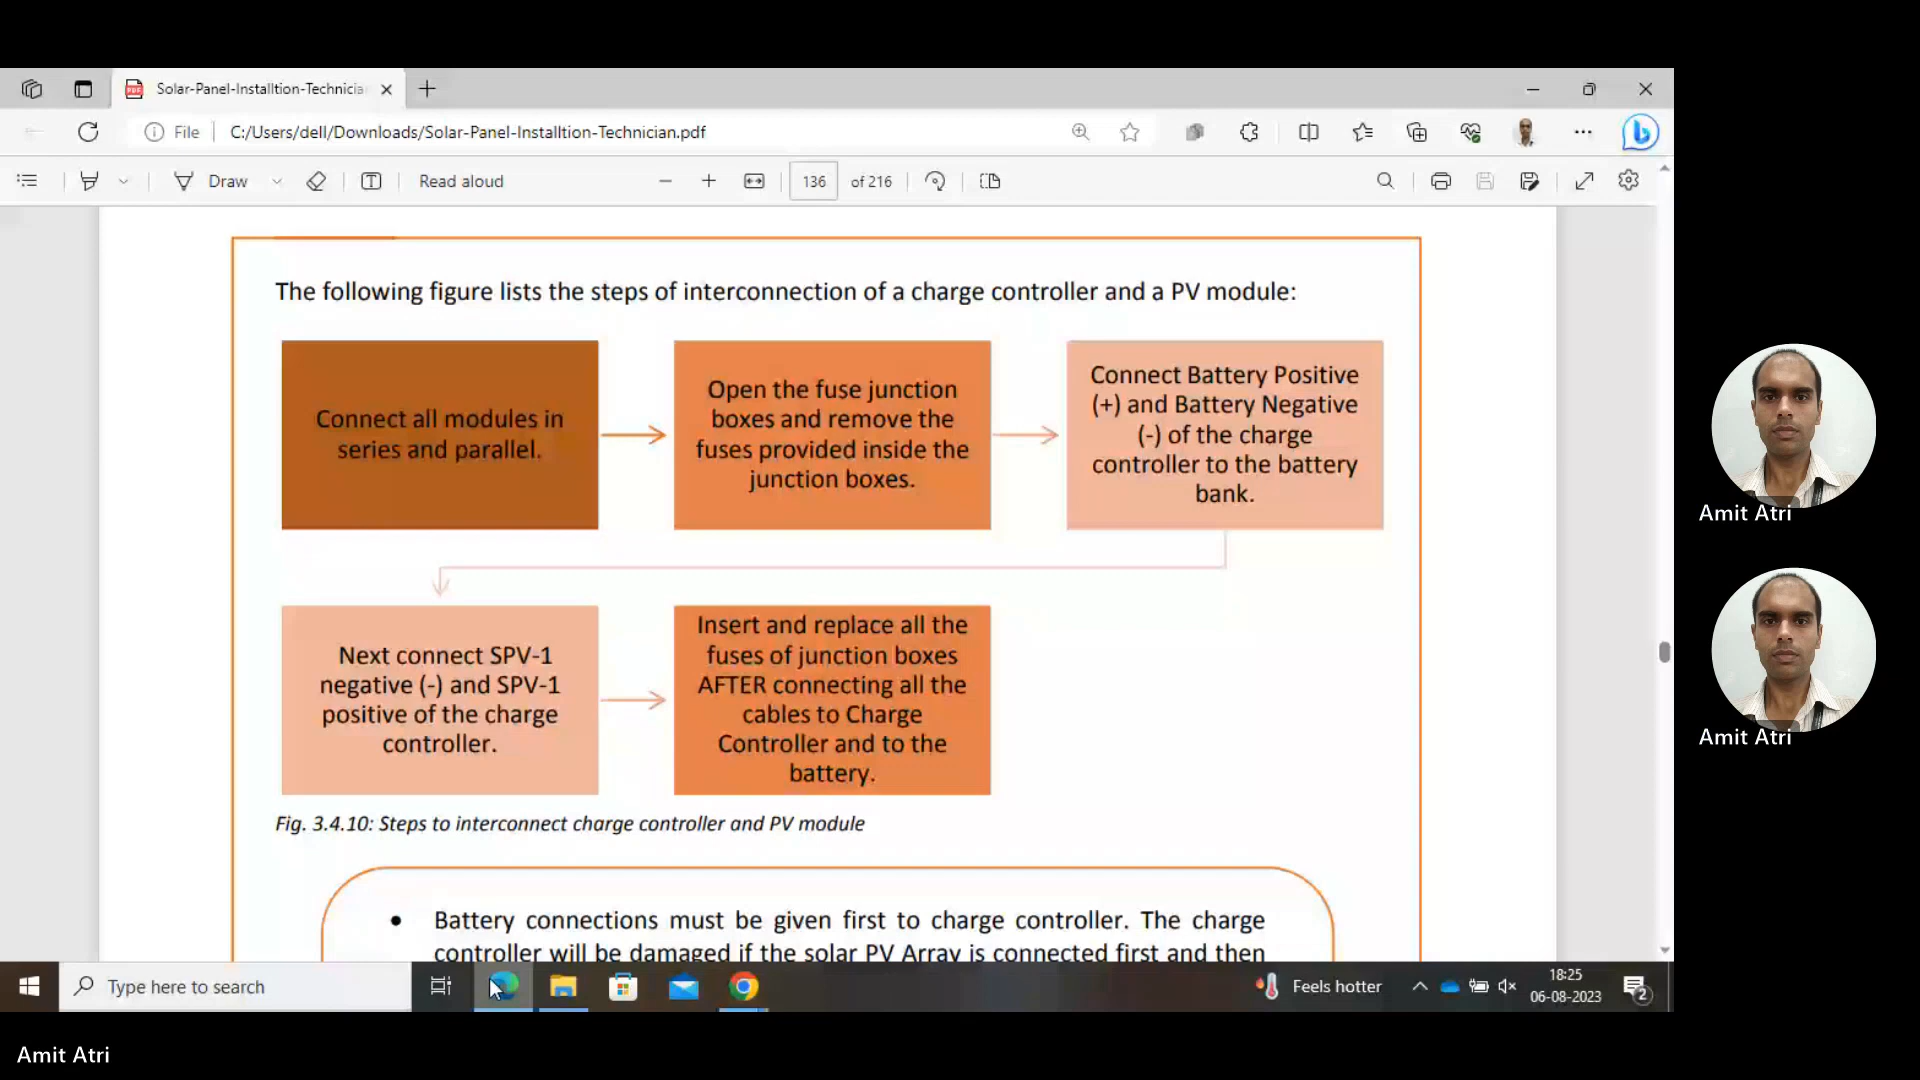 Solar-Panel-Installtion-Technicia
File
C:/Users/dell/Downloads/Solar-Panel-Installtion-Technician.pdf
Draw
Read aloud
136
of 216
The following figure lists the steps of interconnection of a charge controller and a PV module:
Connect all modules in
series and parallel.
Open the fuse junction
boxes and remove the
fuses provided inside the
junction boxes.
Connect Battery Positive
(+) and Battery Negative
(-) of the charge
controller to the battery
bank.
Next connect SPV-1
negative (-) and SPV-1
positive of the charge
controller.
Insert and replace all the
fuses of junction boxes
AFTER connecting all the
cables to Charge
Controller and to the
battery.
Fig. 3.4.10: Steps to interconnect charge controller and PV module
• Battery connections must be given first to charge controller. The charge
controller will be damaged if the solar PV Array is connected first and then
Type here to search
Feels hotter
18:25
06-08-2023
2
Amit Atri
Amit Atri
Amit Atri